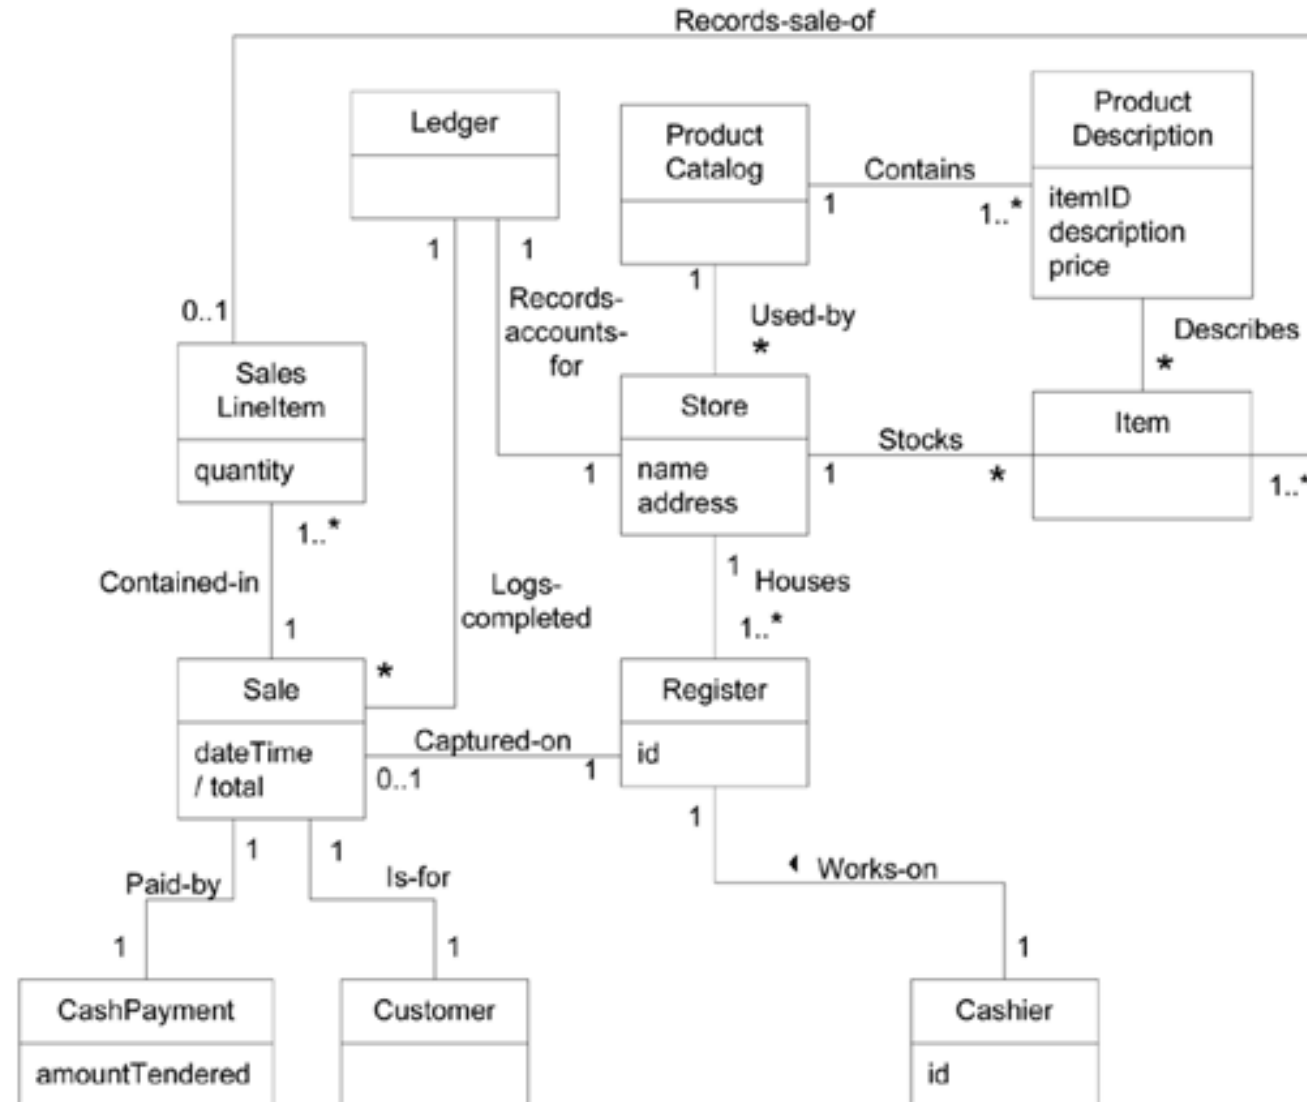 Records-sale-of
Ledger
Product
Catalog
Product
Description
itemID
description
price
Contains
1
1..*
1
1
1
Records-
accounts-
for
Used-by
*
Describes
*
0..1
Sales
LineItem
quantity
Store
name
address
Stocks
1
1
*
Item
1..*
1..*
Contained-in
1
Logs-
completed
*
1
Houses
1..*
Sale
dateTime
/ total
Captured-on
0..1
1
Register
id
1
1
Paid-by
1
Is-for
1
1
Works-on
1
CashPayment
amountTendered
Customer
Cashier
id